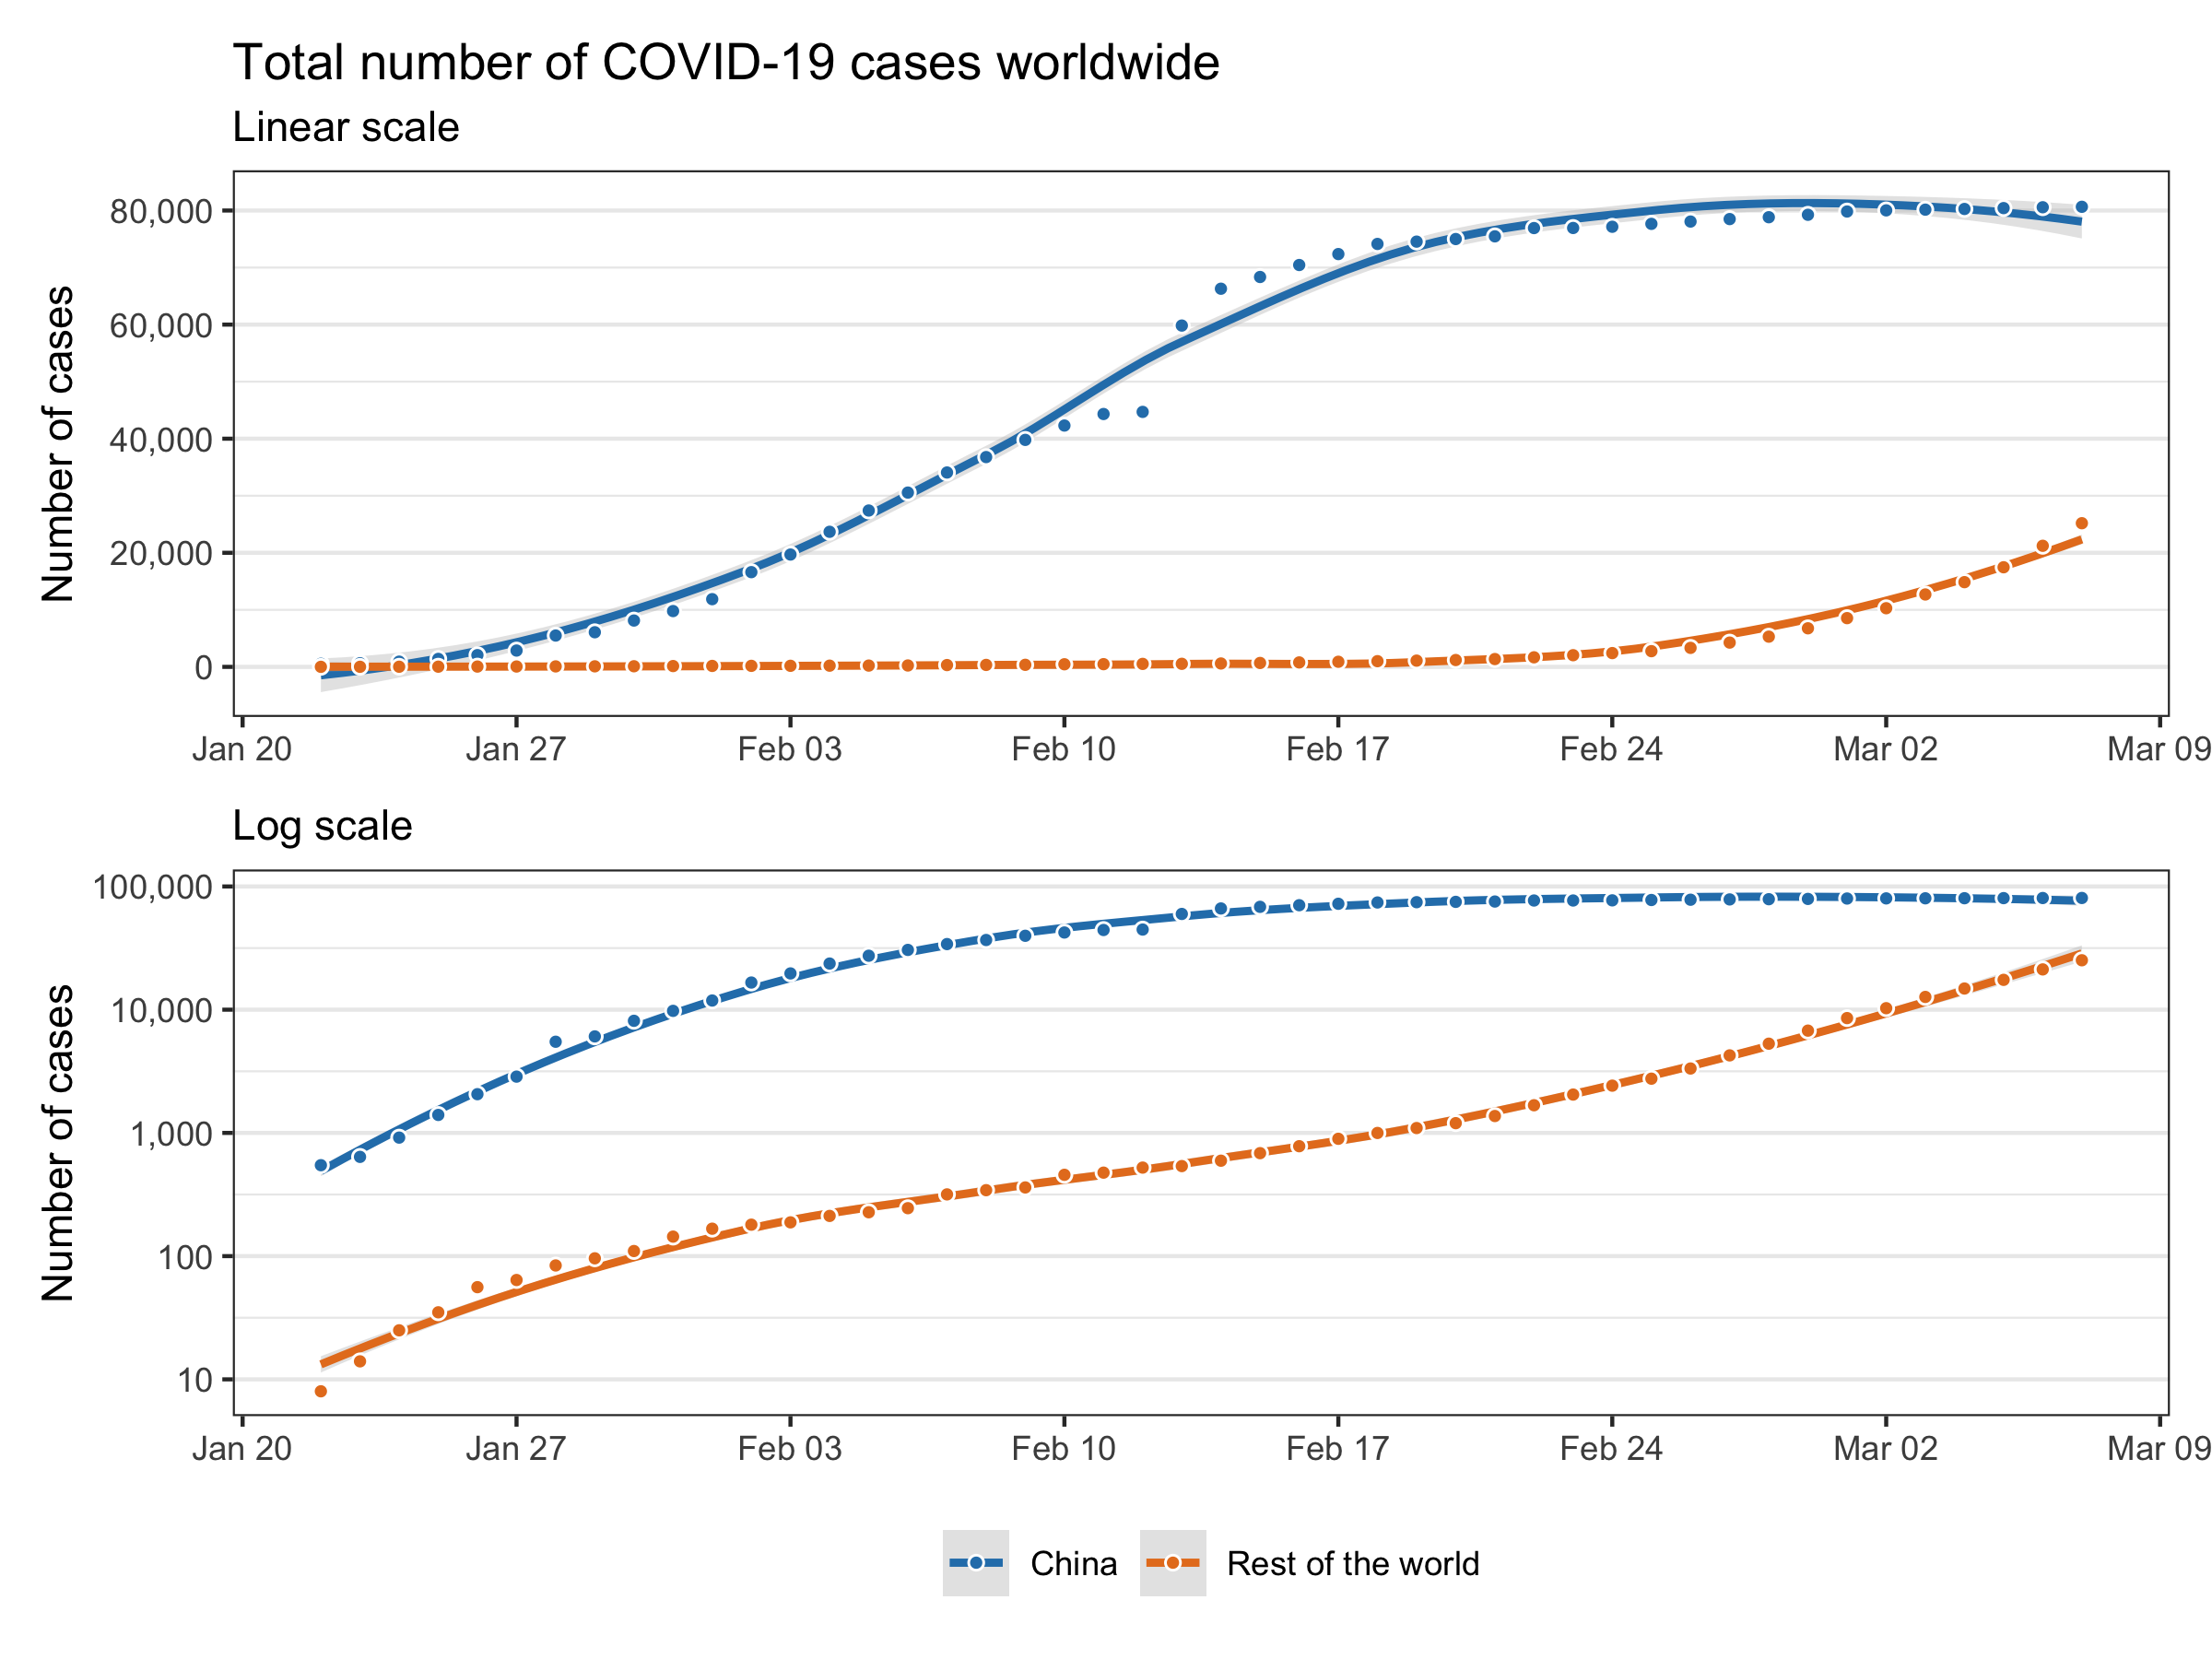 Total number of COVID-19 cases worldwide
Linear scale
Number of cases
80,000
60,000
40,000
20,000
0
Jan 20 Jan 27 Feb 03 Feb 10 Feb 17 Feb 24 Mar 02 Mar 09
Log scale
Number of cases
100,000
10,000
1,000
100
10
Jan 20 Jan 27 Feb 03 Feb 10 Feb 17 Feb 24 Mar 02 Mar 09
China Rest of the world